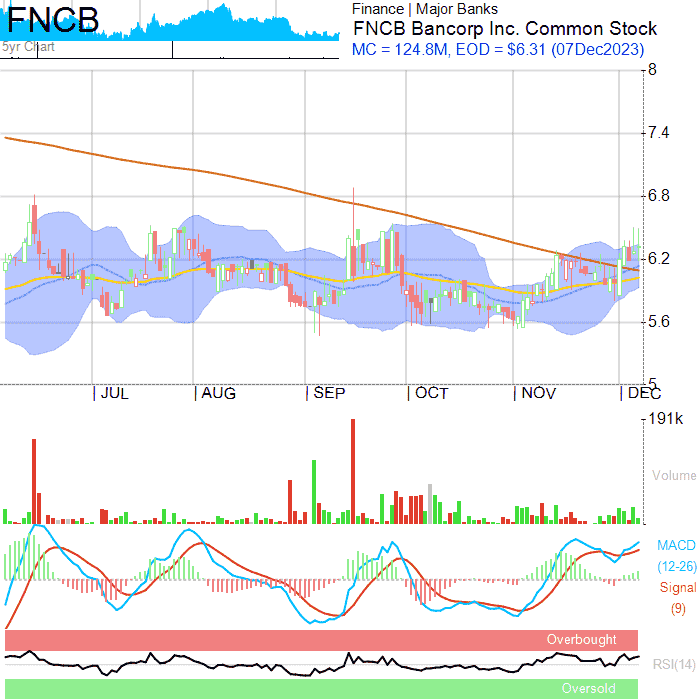 FNCB
5yr Chart
Finance | Major Banks
FNCB Bancorp Inc. Common Stock
MC = 124.8M, EOD = $6.31 (07Dec2023)
8
7.4
6.8
6.2
5.6
5
JUL AUG SEP OCT NOV DEC
191k
Volume
MACD
(12-26)
Signal
(9)
Overbought
RSI(14)
Oversold